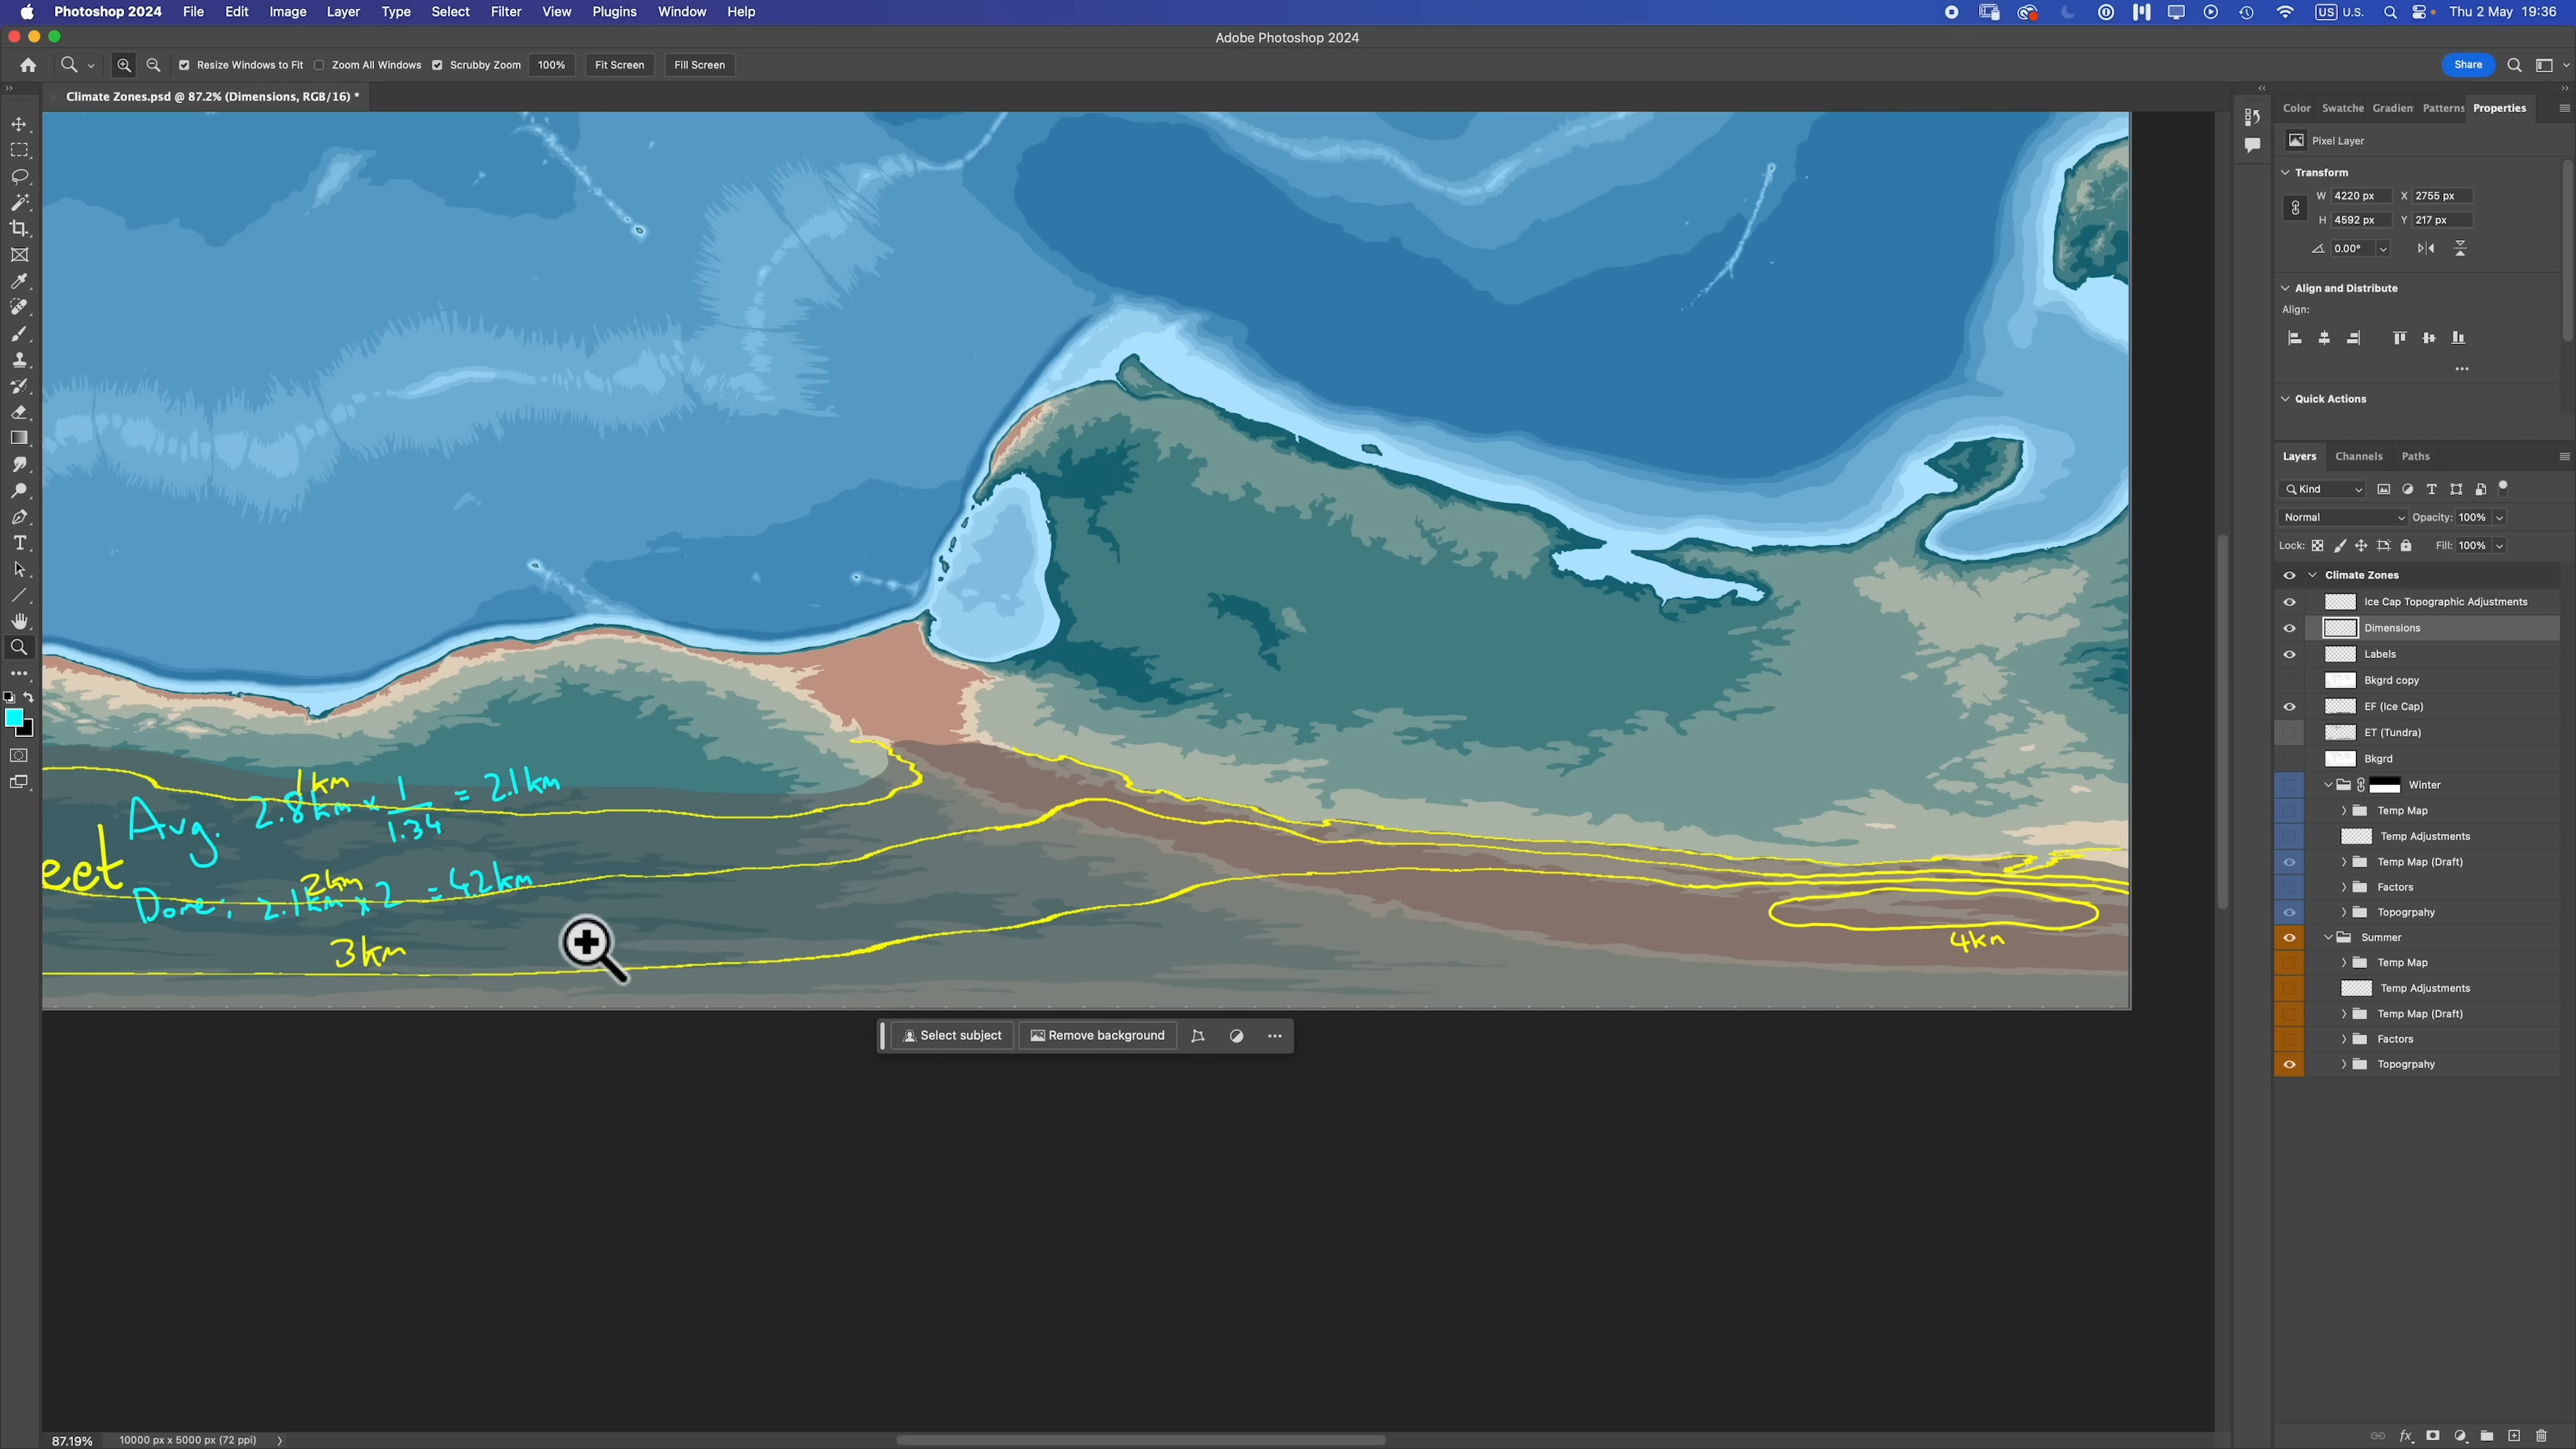 Photoshop 2024 File Edit Image Layer Type Select Filter View Plugins Window Help US U.S. Thu 2 May 19:36
Adobe Photoshop 2024
Resize Windows to Fit Zoom All Windows Scrubby Zoom 100% Fit Screen Fill Screen Share
Climate Zones.psd @ 87.2% (Dimensions, RGB/16) *
Color Swatche Gradien Patterns Properties
Pixel Layer
Transform
W 4220 px X 2755 px
H 4592 px Y 217 px
0.00°
Align and Distribute
Align:
Quick Actions
Layers Channels Paths
Kind
Normal Opacity: 100%
Lock: Fill: 100%
Climate Zones
Ice Cap Topographic Adjustments
Dimensions
Labels
Bkgrd copy
EF (Ice Cap)
ET (Tundra)
Bkgrd
Winter
Temp Map
Temp Adjustments
Temp Map (Draft)
Factors
Topogrpahy
Summer
Temp Map
Temp Adjustments
Temp Map (Draft)
Factors
Topogrpahy
1km
Avg. 2.8km x 1/1.34 = 2.1km
eet
2km
Dome: 2.1km x 2 = 4.2km
3km
4km
Select subject Remove background
87.19% 10000 px x 5000 px (72 ppi)